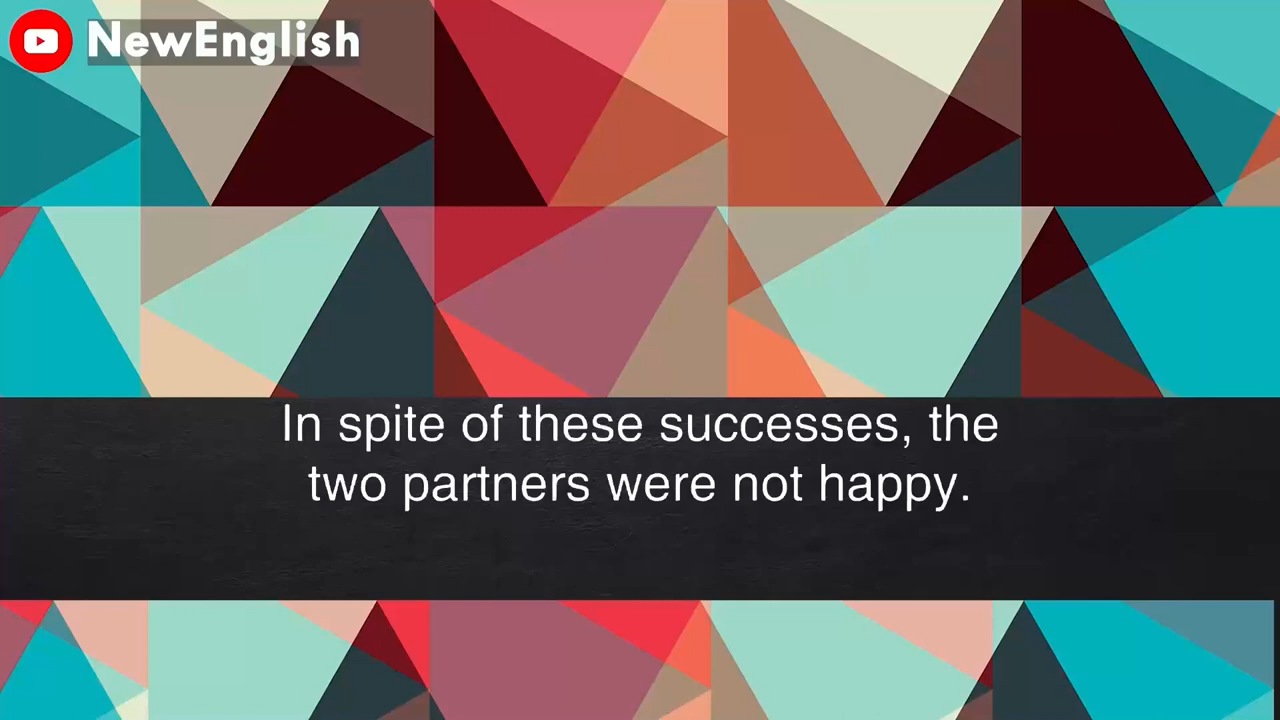 NewEnglish
In spite of these successes, the
two partners were not happy.